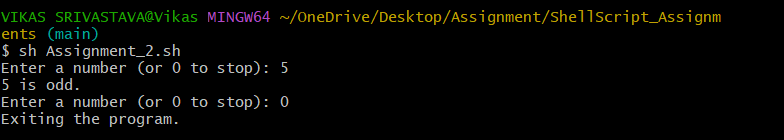 VIKAS SRIVASTAVA@Vikas MINGW64 ~/OneDrive/Desktop/Assignment/ShellScript_Assignm
ents (main)
$ sh Assignment_2.sh
Enter a number (or 0 to stop): 5
5 is odd.
Enter a number (or 0 to stop): 0
Exiting the program.